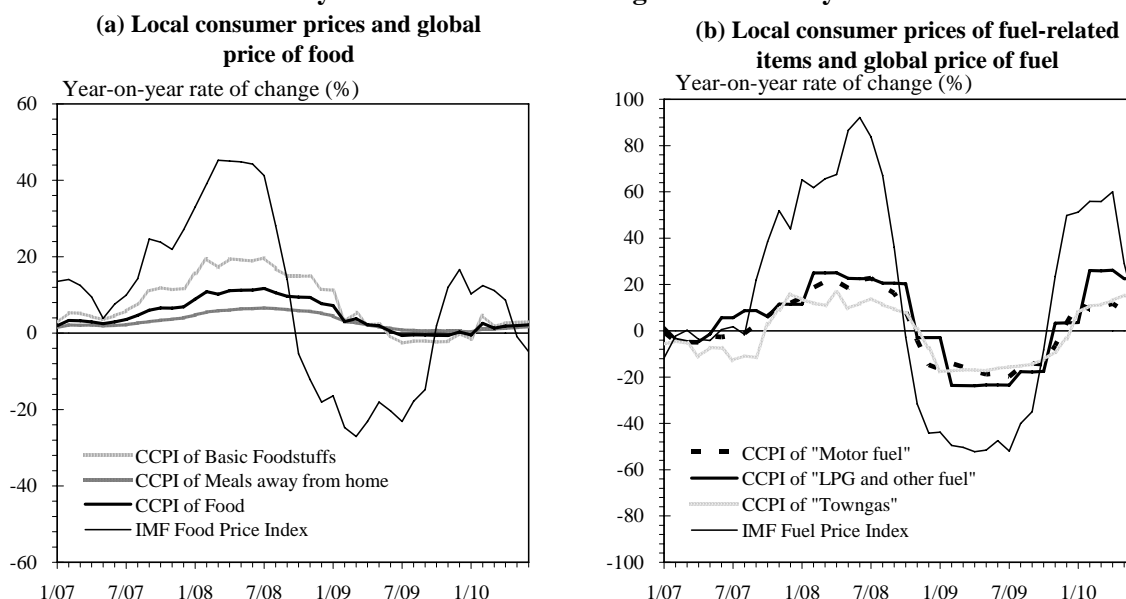 (a) Local consumer prices and global
price of food
Year-on-year rate of change (%)
60
40
20
0
-20
-40
-60
CCPI of Basic Foodstuffs
CCPI of Meals away from home
CCPI of Food
IMF Food Price Index
1/07 7/07 1/08 7/08 1/09 7/09 1/10
(b) Local consumer prices of fuel-related
items and global price of fuel
Year-on-year rate of change (%)
100
80
60
40
20
0
-20
-40
-60
-80
-100
CCPI of "Motor fuel"
CCPI of "LPG and other fuel"
CCPI of "Towngas"
IMF Fuel Price Index
1/07 7/07 1/08 7/08 1/09 7/09 1/10